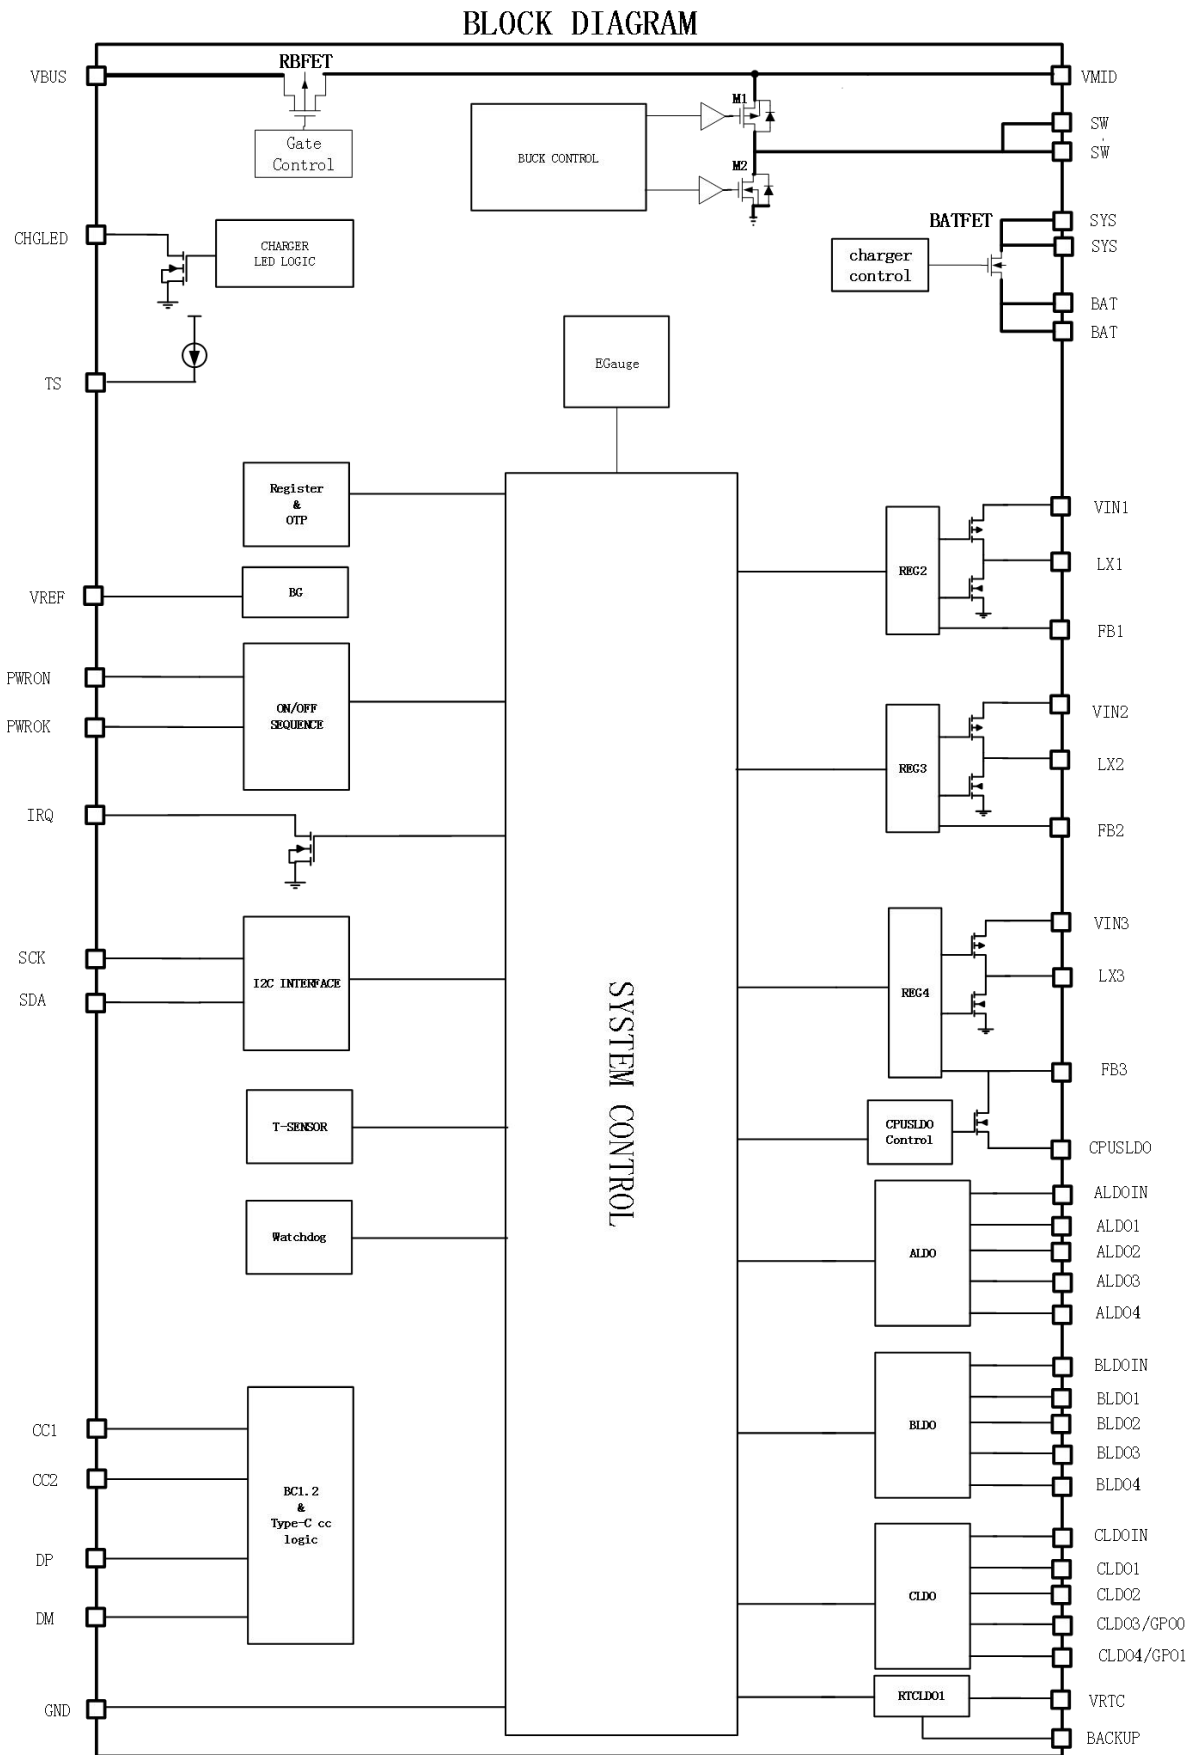 BLOCK DIAGRAM
VBUS
RBFET
VMID
Gate
Control
BUCK CONTROL
M1
M2
SW
SW
CHGLED
CHARGER
LED LOGIC
BATFET
charger
control
SYS
SYS
BAT
BAT
TS
EGauge
Register
&
OTP
VREF
BG
PWRON
PWROK
ON/OFF
SEQUENCE
IRQ
SCK
SDA
I2C INTERFACE
T-SENSOR
Watchdog
CC1
CC2
DP
DM
BC1.2
&
Type-C cc
logic
GND
SYSTEM CONTROL
REG2
VIN1
LX1
FB1
REG3
VIN2
LX2
FB2
REG4
VIN3
LX3
FB3
CPUSLDO
Control
CPUSLDO
ALDO
ALDOIN
ALDO1
ALDO2
ALDO3
ALDO4
BLDO
BLDOIN
BLDO1
BLDO2
BLDO3
BLDO4
CLDO
CLDOIN
CLDO1
CLDO2
CLDO3/GPO0
CLDO4/GPO1
RTCLDO1
VRTC
BACKUP